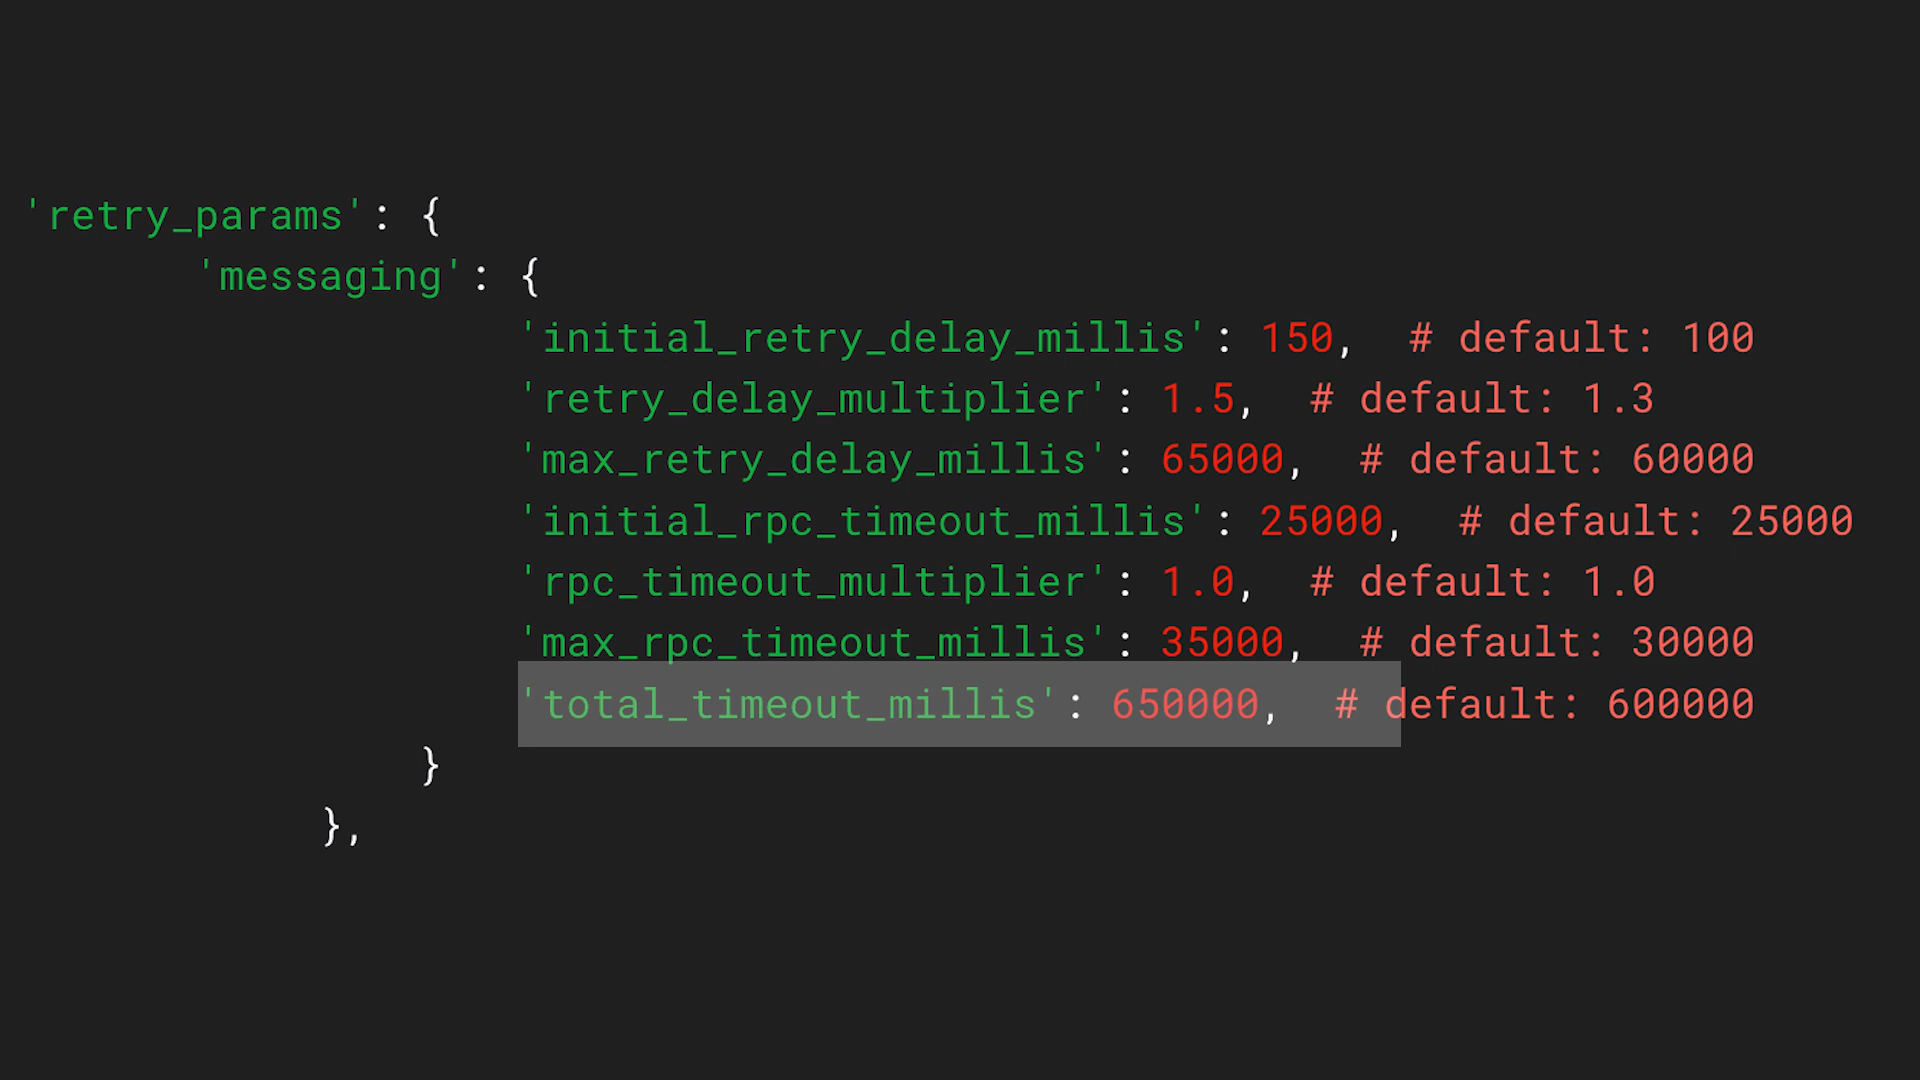 'retry_params': {
'messaging': {
'initial_retry_delay_millis': 150,  # default: 100
'retry_delay_multiplier': 1.5,  # default: 1.3
'max_retry_delay_millis': 65000,  # default: 60000
'initial_rpc_timeout_millis': 25000,  # default: 25000
'rpc_timeout_multiplier': 1.0,  # default: 1.0
'max_rpc_timeout_millis': 35000,  # default: 30000
'total_timeout_millis': 650000,  # default: 600000
}
},